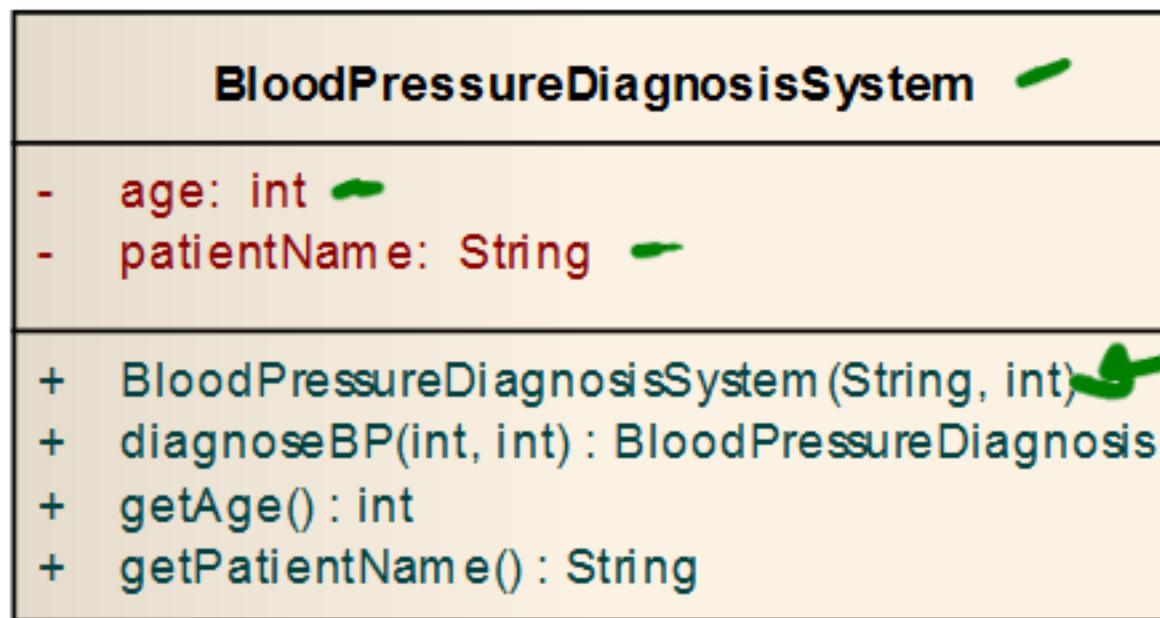 BloodPressureDiagnosisSystem
- age: int
- patientName: String
+ BloodPressureDiagnosisSystem(String, int)
+ diagnoseBP(int, int) : BloodPressureDiagnosis
+ getAge() : int
+ getPatientName() : String